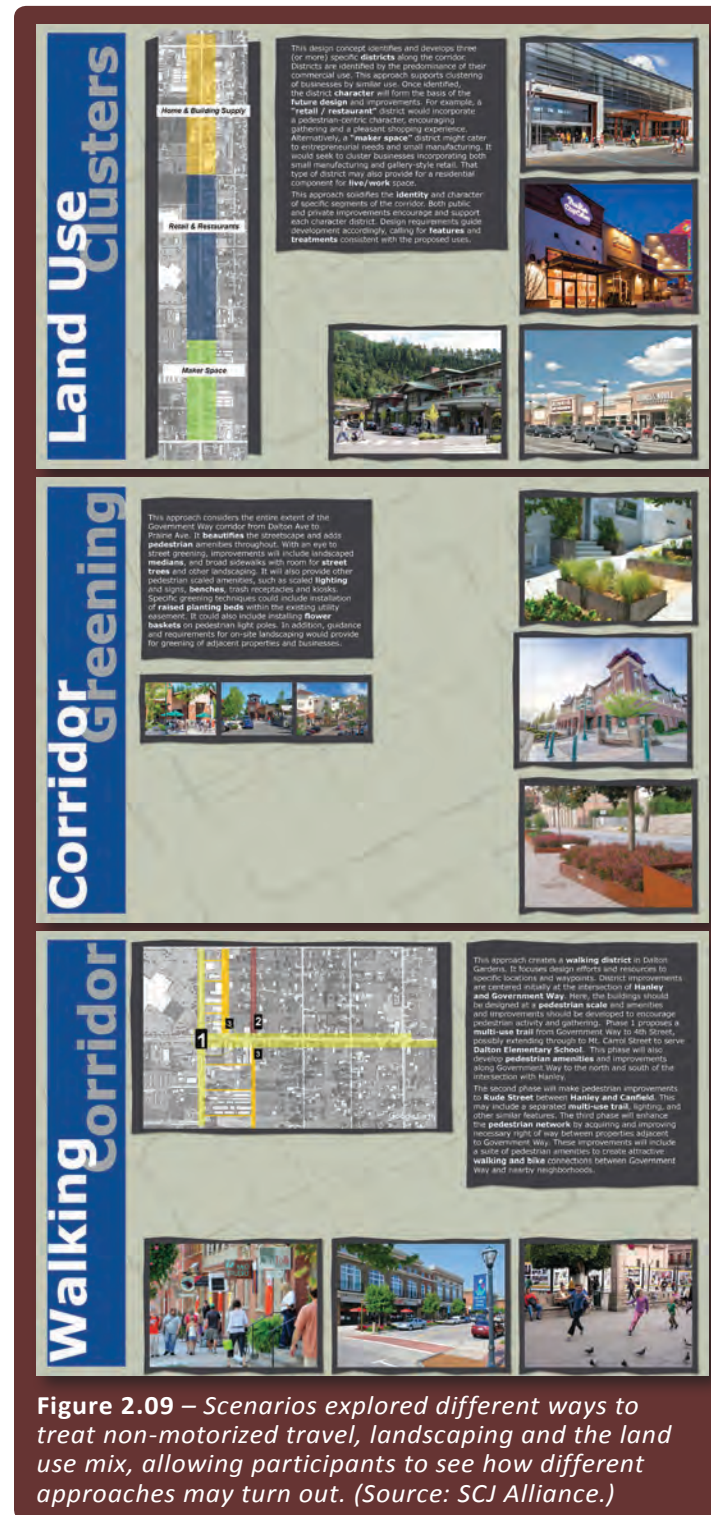 Land Use
Clusters
Home & Building Supply
Retail & Restaurants
Maker Space
This design concept identifies and develops three
(or more) specific districts along the corridor.
Districts are identified by the predominance of their
commercial use. This approach supports clustering
of businesses by similar use. Once identified,
the district character will form the basis of the
future design and improvements. For example, a
"retail / restaurant" district would incorporate
a pedestrian-centric character, encouraging
gathering and a pleasant shopping experience.
Alternatively, a "maker space" district might cater
to entrepreneurial needs and small manufacturing. It
would seek to cluster businesses incorporating both
small manufacturing and gallery-style retail. That
type of district may also provide for a residential
component for live/work space.
This approach solidifies the identity and character
of specific segments of the corridor. Both public
and private improvements encourage and support
each character district. Design requirements guide
development accordingly, calling for features and
treatments consistent with the proposed uses.
Corridor
Greening
This approach considers the entire extent of the
Government Way corridor from Dalton Ave to
Prairie Ave. It beautifies the streetscape and adds
pedestrian amenities throughout. With an eye to
street greening, improvements will include landscaped
medians, and broad sidewalks with room for street
trees and other landscaping. It will also provide other
pedestrian scaled amenities, such as scaled lighting
and signs, benches, trash receptacles and kiosks.
Specific greening techniques could include installation
of raised planting beds within the existing utility
easement. It could also include installing flower
baskets on pedestrian light poles. In addition, guidance
and requirements for on-site landscaping would provide
for greening of adjacent properties and businesses.
Walking
Corridor
1
2
3
3
This approach creates a walking district in Dalton
Gardens. It focuses design efforts and resources to
specific locations and waypoints. District improvements
are centered initially at the intersection of Hanley
and Government Way. Here, the buildings should
be designed at a pedestrian scale and amenities
and improvements should be developed to encourage
pedestrian activity and gathering. Phase 1 proposes a
multi-use trail from Government Way to 4th Street,
possibly extending through to Mt. Carrol Street to serve
Dalton Elementary School. This phase will also
develop pedestrian amenities and improvements
along Government Way to the north and south of the
intersection with Hanley.
The second phase will make pedestrian improvements
to Rude Street between Hanley and Canfield. This
may include a separated multi-use trail, lighting, and
other similar features. The third phase will enhance
the pedestrian network by acquiring and improving
necessary right of way between properties adjacent
to Government Way. These improvements will include
a suite of pedestrian amenities to create attractive
walking and bike connections between Government
Way and nearby neighborhoods.
Figure 2.09 – Scenarios explored different ways to
treat non-motorized travel, landscaping and the land
use mix, allowing participants to see how different
approaches may turn out. (Source: SCJ Alliance.)